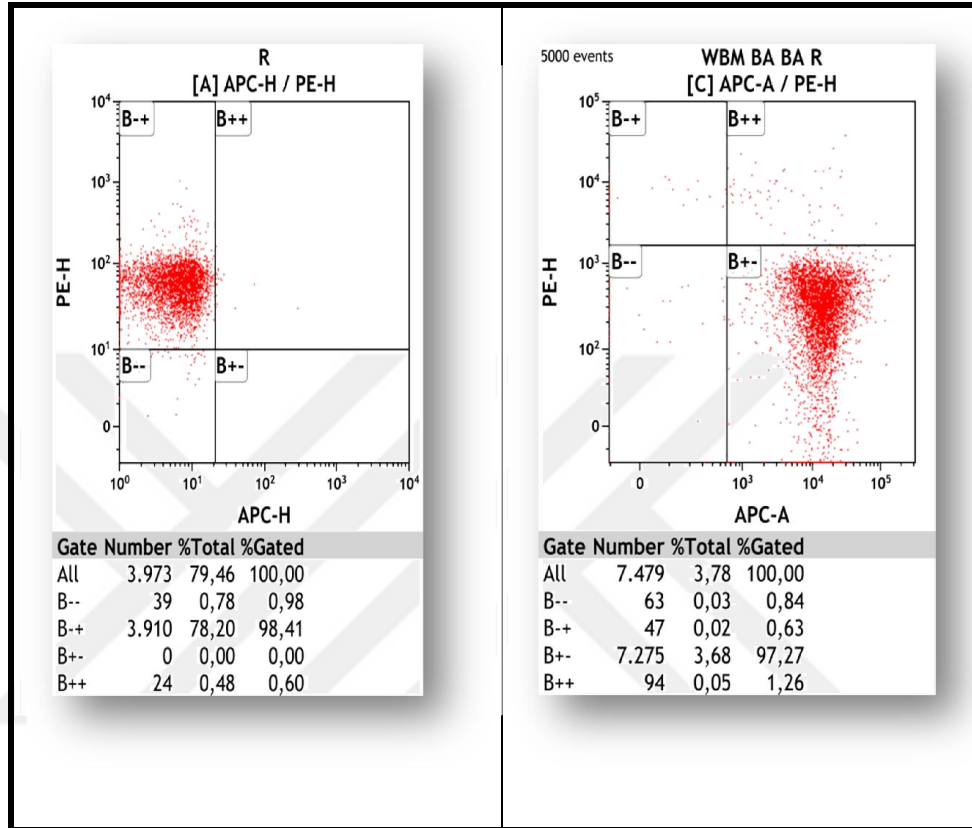 R
[A] APC-H / PE-H
10⁴
B-+
B++
10³
10²
PE-H
10¹
B--
B+-
0
10⁰ 10¹ 10² 10³ 10⁴
APC-H
Gate Number %Total %Gated
All 3.973 79,46 100,00
B-- 39 0,78 0,98
B-+ 3.910 78,20 98,41
B+- 0 0,00 0,00
B++ 24 0,48 0,60
5000 events
WBM BA BA R
[C] APC-A / PE-H
10⁵
B-+
B++
10⁴
B--
B+-
10³
PE-H
10²
0
0 10³ 10⁴ 10⁵
APC-A
Gate Number %Total %Gated
All 7.479 3,78 100,00
B-- 63 0,03 0,84
B-+ 47 0,02 0,63
B+- 7.275 3,68 97,27
B++ 94 0,05 1,26